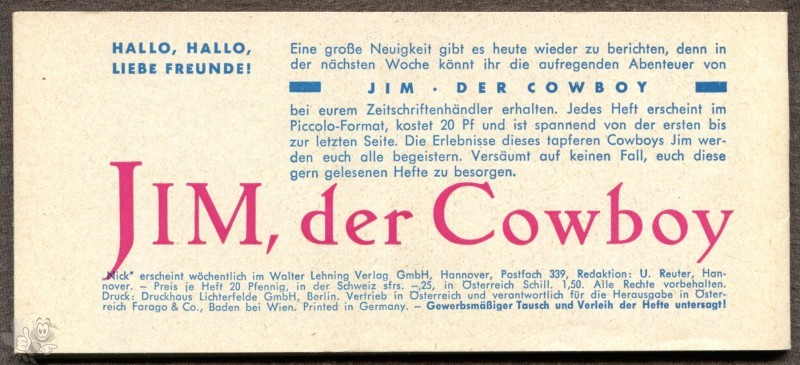 HALLO, HALLO,
LIEBE FREUNDE!
Eine große Neuigkeit gibt es heute wieder zu berichten, denn in
der nächsten Woche könnt ihr die aufregenden Abenteuer von
JIM · DER COWBOY
bei eurem Zeitschriftenhändler erhalten. Jedes Heft erscheint im
Piccolo-Format, kostet 20 Pf und ist spannend von der ersten bis
zur letzten Seite. Die Erlebnisse dieses tapferen Cowboys Jim wer-
den euch alle begeistern. Versäumt auf keinen Fall, euch diese
gern gelesenen Hefte zu besorgen.
JIM, der Cowboy
„Nick" erscheint wöchentlich im Walter Lehning Verlag GmbH, Hannover, Postfach 339, Redaktion: U. Reuter, Han-
nover. – Preis je Heft 20 Pfennig, in der Schweiz sfrs. –,25, in Österreich Schill. 1,50. Alle Rechte vorbehalten.
Druck: Druckhaus Lichterfelde GmbH, Berlin. Vertrieb in Österreich und verantwortlich für die Herausgabe in Öster-
reich Farago & Co., Baden bei Wien. Printed in Germany. – Gewerbsmäßiger Tausch und Verleih der Hefte untersagt!